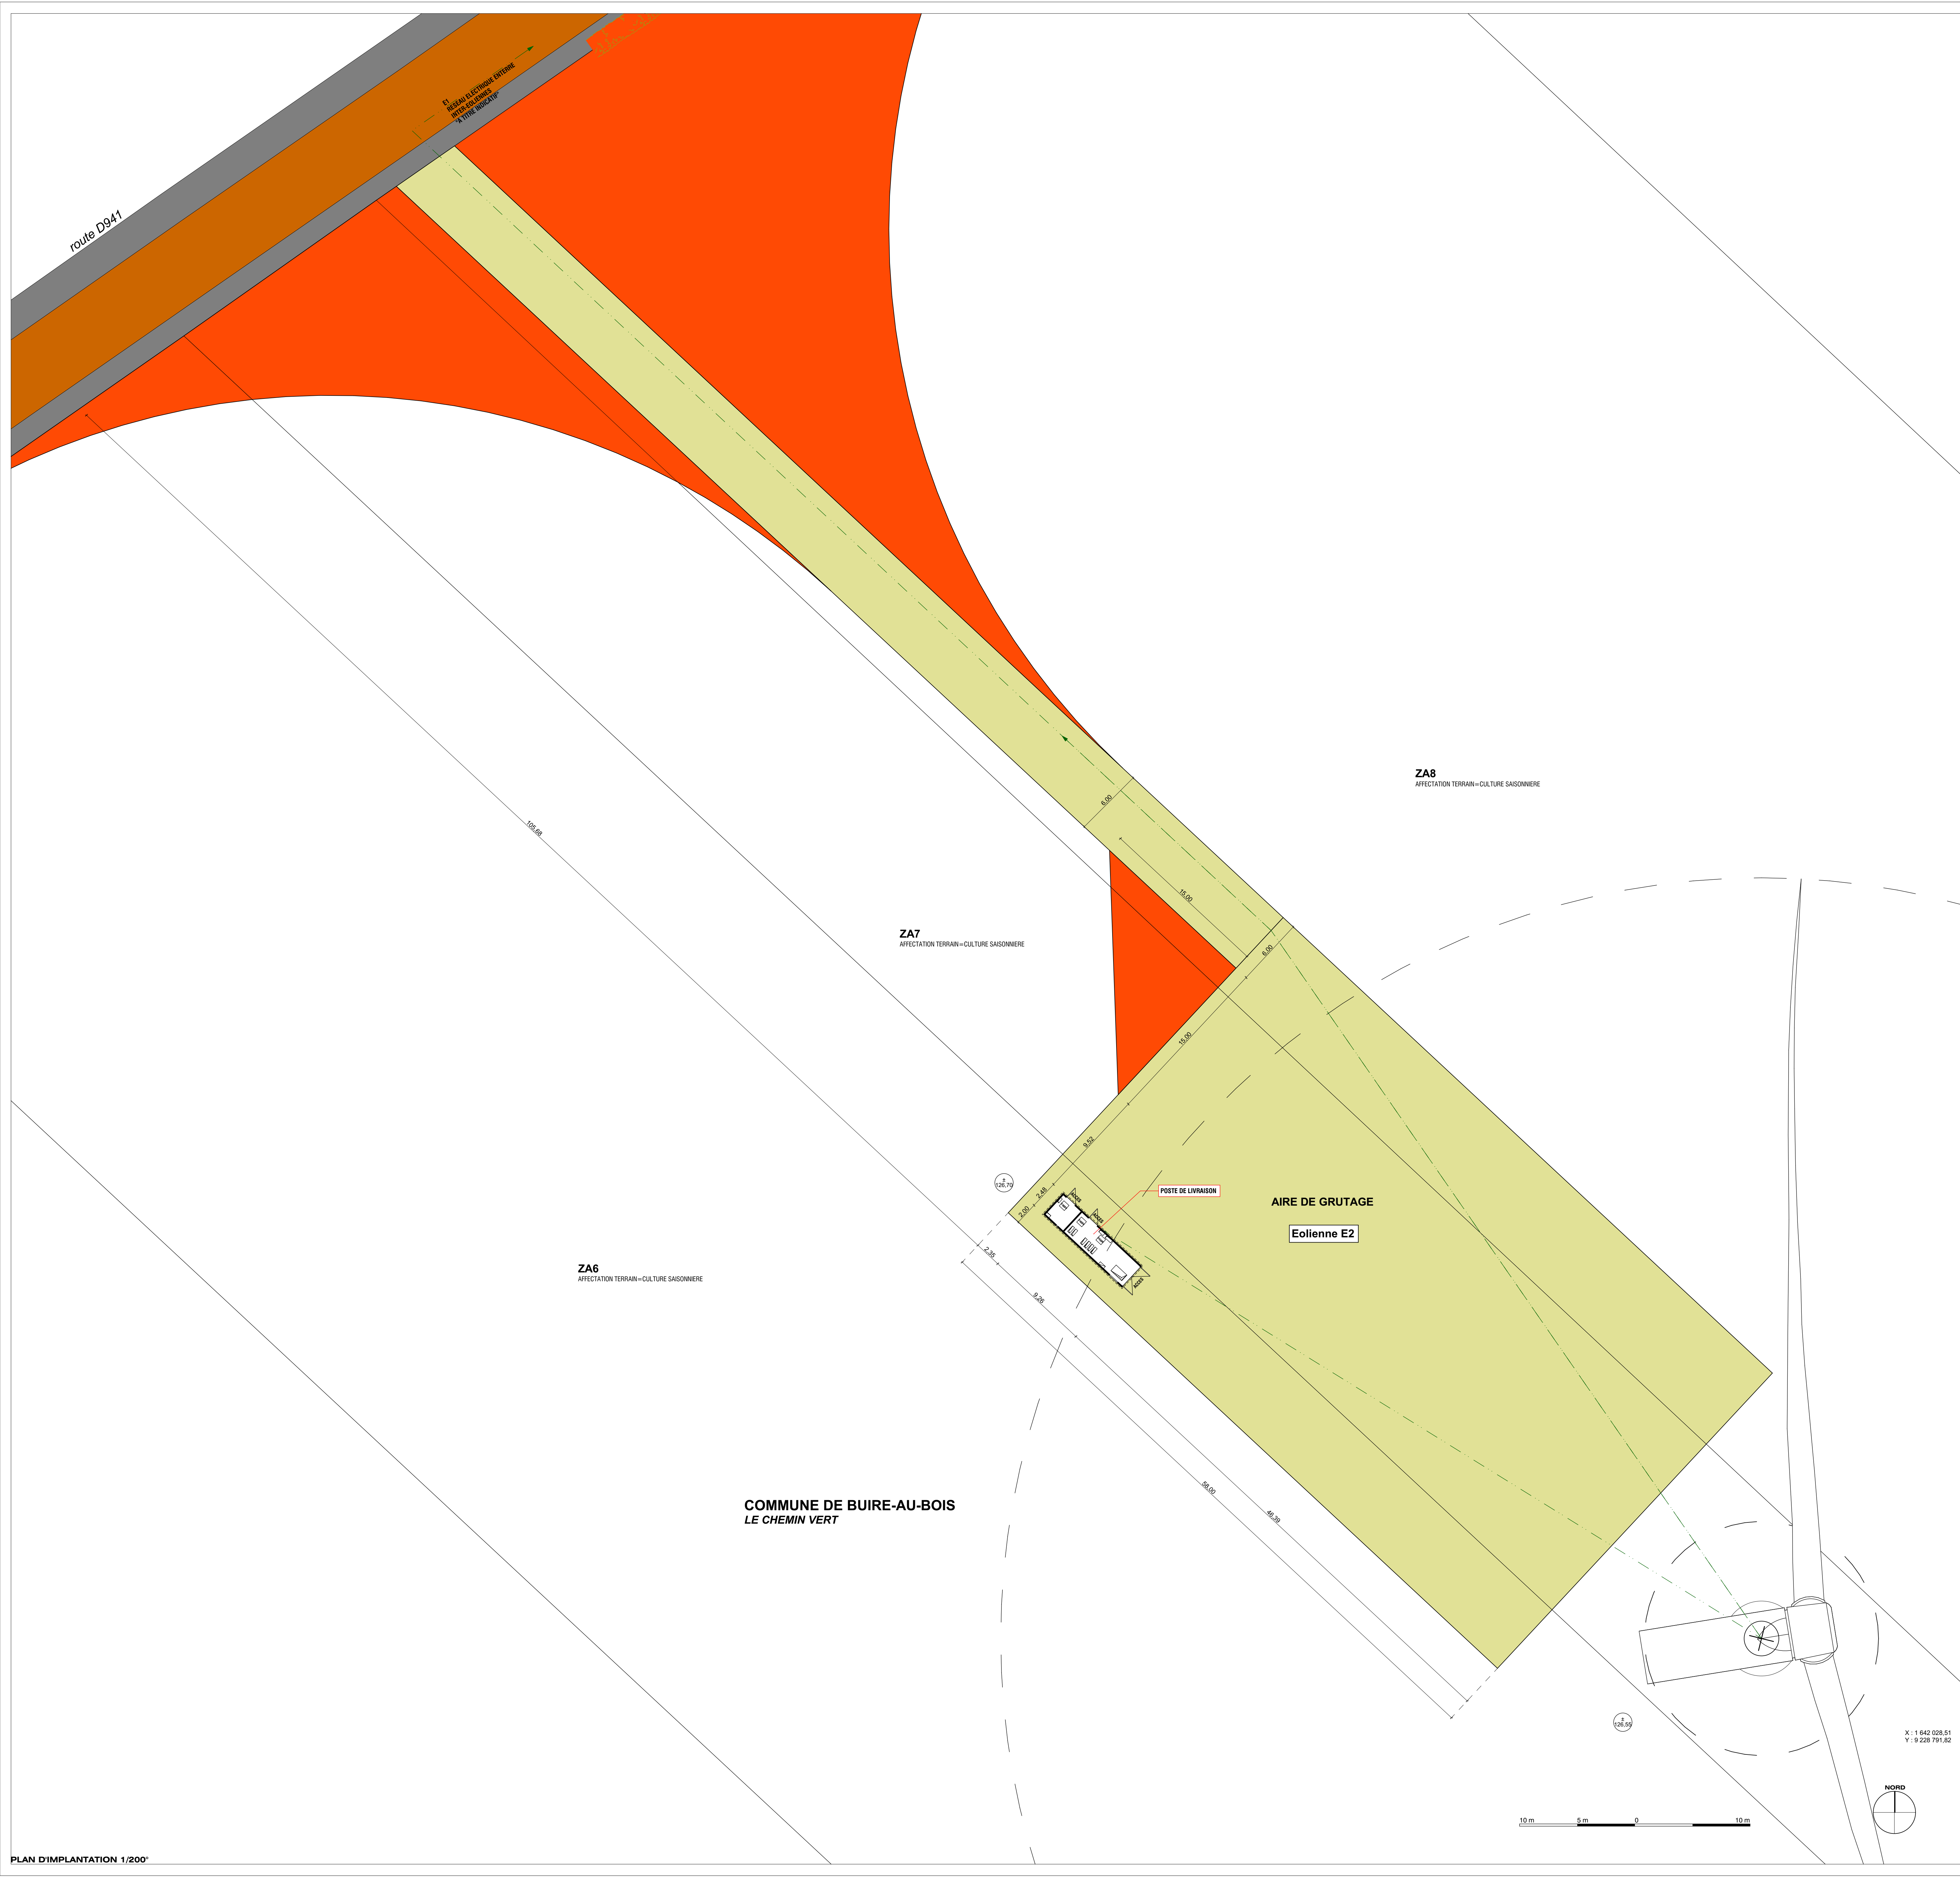 E1
RESEAU ELECTRIQUE ENTERRE
INTER-EOLIENNES
"A TITRE INDICATIF"
route D941
ZA8
AFFECTATION TERRAIN=CULTURE SAISONNIERE
6,00
105,68
15,00
ZA7
AFFECTATION TERRAIN=CULTURE SAISONNIERE
6,00
15,00
9,52
±
126,70
2,48
2,00
ACCES
ACCES
ACCES
POSTE DE LIVRAISON
AIRE DE GRUTAGE
Eolienne E2
2,35
9,26
ZA6
AFFECTATION TERRAIN=CULTURE SAISONNIERE
58,00
46,39
COMMUNE DE BUIRE-AU-BOIS
LE CHEMIN VERT
±
126,55
X : 1 642 028,51
Y : 9 228 791,82
NORD
10 m 5 m 0 10 m
PLAN D'IMPLANTATION 1/200°